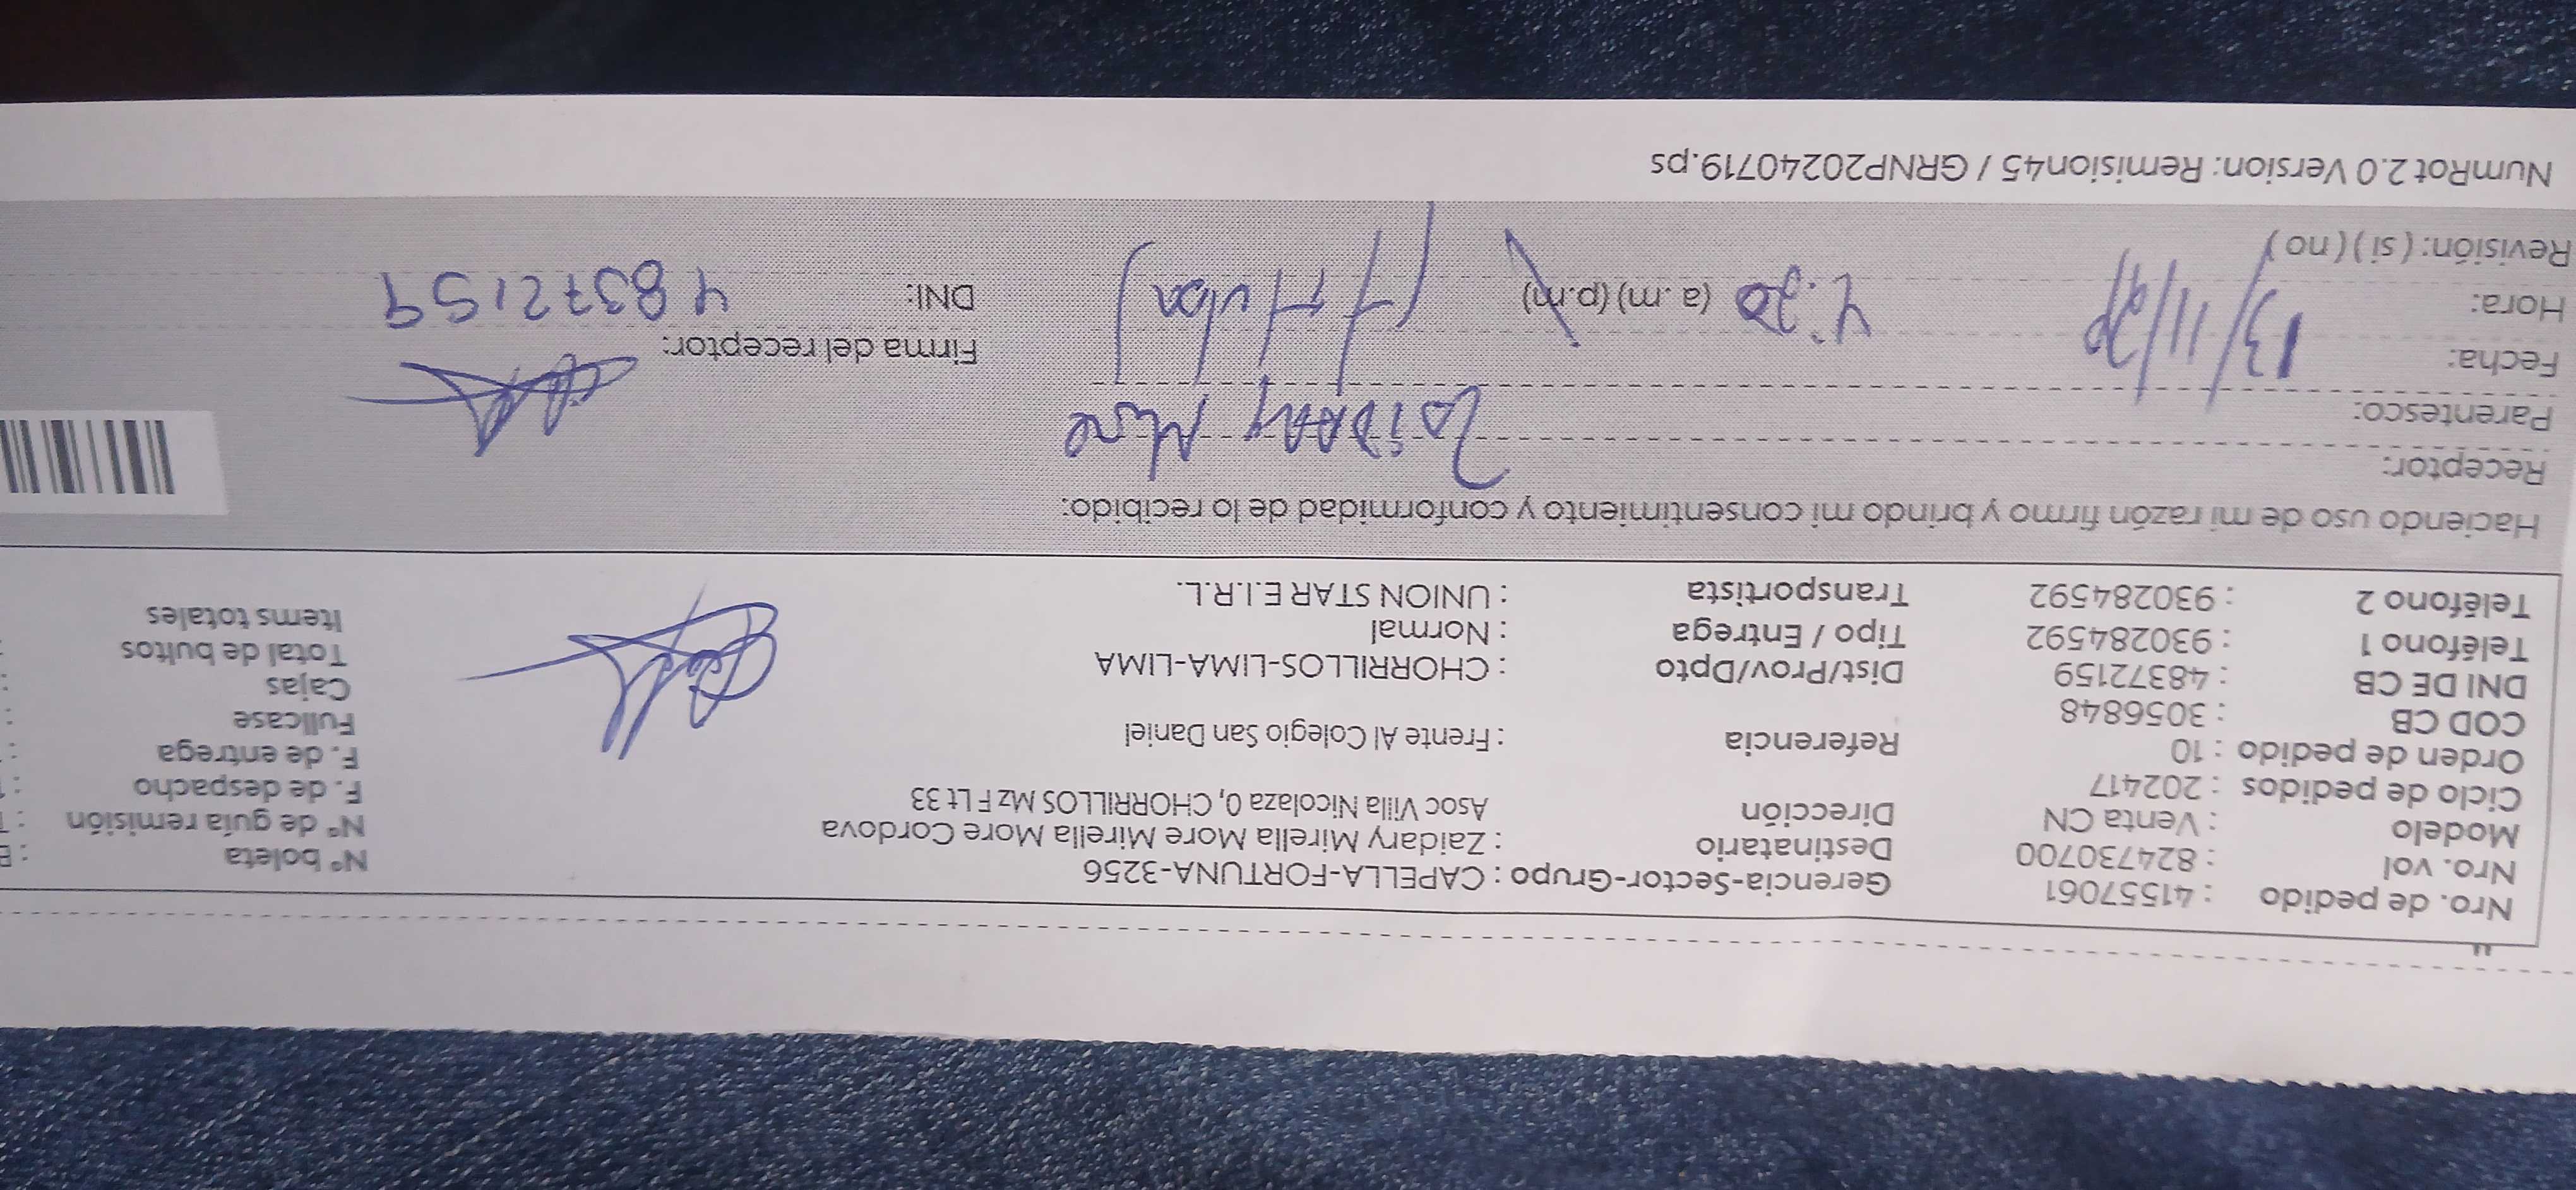 Nro. de pedido : 41557061 Gerencia-Sector-Grupo : CAPELLA-FORTUNA-3256 Nº boleta
Nro. vol : 824730700 Destinatario : Zaidary Mirella More Mirella More Cordova Nº de guía remisión
Modelo : Venta CN Dirección Asoc Villa Nicolaza 0, CHORRILLOS Mz F Lt 33 F. de despacho :
Ciclo de pedidos : 202417 F. de entrega :
Orden de pedido : 10 Referencia : Frente Al Colegio San Daniel Fullcase :
COD CB : 3056848 Cajas :
DNI DE CB : 48372159 Dist/Prov/Dpto : CHORRILLOS-LIMA-LIMA Total de bultos :
Teléfono 1 : 930284592 Tipo / Entrega : Normal Items totales
Teléfono 2 : 930284592 Transportista : UNION STAR E.I.R.L.
Haciendo uso de mi razón firmo y brindo mi consentimiento y conformidad de lo recibido:
Receptor: More
Parentesco:
Fecha: 13/11/ Firma del receptor:
Hora: (a .m) (p.m) DNI: 48372159
Revisión: ( si ) ( no )
NumRot 2.0 Version: Remision45 / GRNP20240719.ps